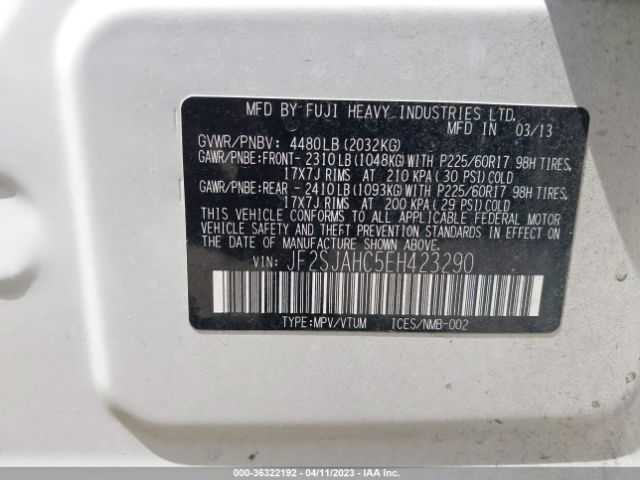 MFD BY FUJI HEAVY INDUSTRIES LTD.
MFD IN 03/13
GVWR/PNBV: 4480LB(2032KG)
GAWR/PNBE:FRONT- 2310LB(1048KG)WITH P225/60R17 98H TIRES,
17X7J RIMS AT 210 KPA(30 PSI)COLD
GAWR/PNBE:REAR -2410LB(1093KG)WITH P225/60R17 98H TIRES,
17X7J RIMS AT 200 KPA(29 PSI)COLD
THIS VEHICLE CONFORMS TO ALL APPLICABLE FEDERAL MOTOR
VEHICLE SAFETY AND THEFT PREVENTION STANDARDS IN EFFECT
ON THE DATE OF MANUFACTURE SHOWN ABOVE.
VIN: JF2SJAHC5EH423290
TYPE:MPV/VTUM ICES/NMB-002
000-36322192 - 04/11/2023 - IAA Inc.